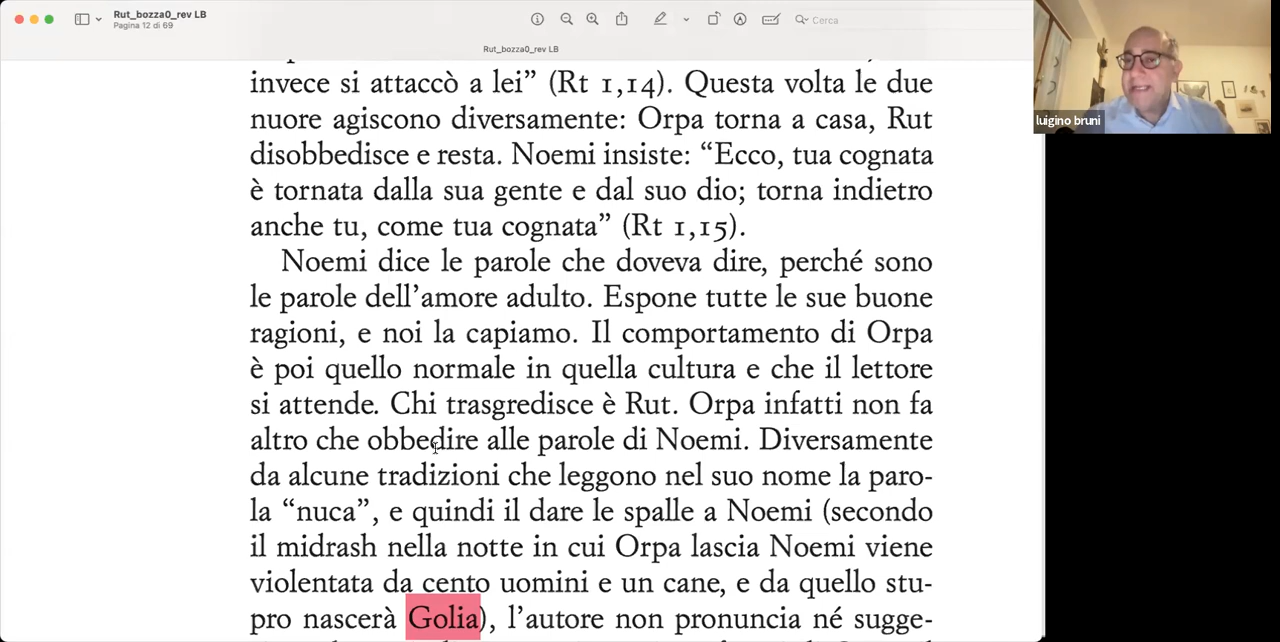 Rut_bozza0_rev LB
Pagina 12 di 69
Cerca
Rut_bozza0_rev LB
luigino bruni
invece si attaccò a lei” (Rt 1,14). Questa volta le due
nuore agiscono diversamente: Orpa torna a casa, Rut
disobbedisce e resta. Noemi insiste: “Ecco, tua cognata
è tornata dalla sua gente e dal suo dio; torna indietro
anche tu, come tua cognata” (Rt 1,15).
Noemi dice le parole che doveva dire, perché sono
le parole dell’amore adulto. Espone tutte le sue buone
ragioni, e noi la capiamo. Il comportamento di Orpa
è poi quello normale in quella cultura e che il lettore
si attende. Chi trasgredisce è Rut. Orpa infatti non fa
altro che obbedire alle parole di Noemi. Diversamente
da alcune tradizioni che leggono nel suo nome la paro-
la “nuca”, e quindi il dare le spalle a Noemi (secondo
il midrash nella notte in cui Orpa lascia Noemi viene
violentata da cento uomini e un cane, e da quello stu-
pro nascerà Golia), l’autore non pronuncia né sugge-